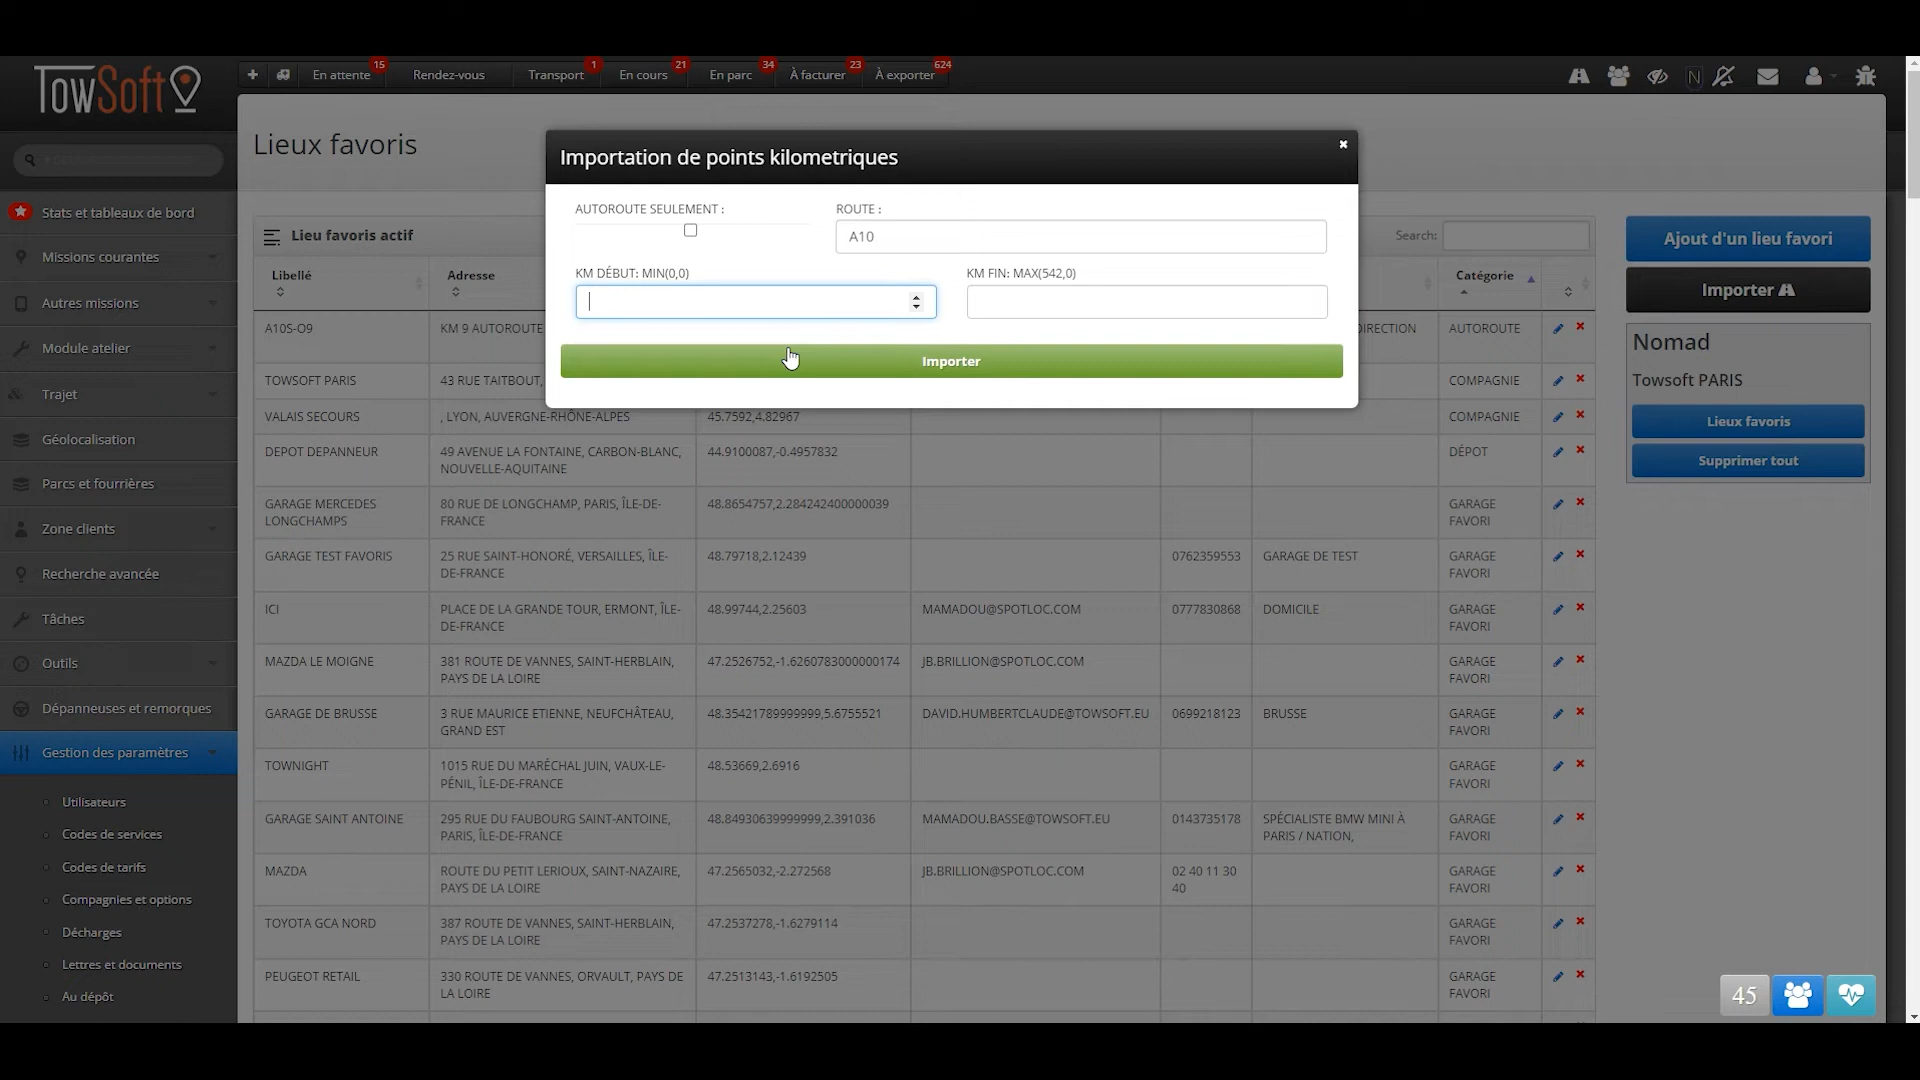 TowSoft
En attente 15
Rendez-vous
Transport 1
En cours 21
En parc 34
À facturer 23
À exporter 624
N
Stats et tableaux de bord
Missions courantes
Autres missions
Module atelier
Trajet
Géolocalisation
Parcs et fourrières
Zone clients
Recherche avancée
Tâches
Outils
Dépanneuses et remorques
Gestion des paramètres
Utilisateurs
Codes de services
Codes de tarifs
Compagnies et options
Décharges
Lettres et documents
Au dépôt
Lieux favoris
Importation de points kilometriques
AUTOROUTE SEULEMENT :
ROUTE :
A10
KM DÉBUT: MIN(0,0)
KM FIN: MAX(542,0)
Importer
Lieu favoris actif
Search:
Libellé
Adresse
Catégorie
A10S-O9
KM 9 AUTOROUTE
DIRECTION
AUTOROUTE
TOWSOFT PARIS
43 RUE TAITBOUT,
COMPAGNIE
VALAIS SECOURS
, LYON, AUVERGNE-RHÔNE-ALPES
45.7592,4.82967
COMPAGNIE
DEPOT DEPANNEUR
49 AVENUE LA FONTAINE, CARBON-BLANC,
NOUVELLE-AQUITAINE
44.9100087,-0.4957832
DÉPÔT
GARAGE MERCEDES
LONGCHAMPS
80 RUE DE LONGCHAMP, PARIS, ÎLE-DE-
FRANCE
48.8654757,2.284242400000039
GARAGE
FAVORI
GARAGE TEST FAVORIS
25 RUE SAINT-HONORÉ, VERSAILLES, ÎLE-
DE-FRANCE
48.79718,2.12439
0762359553
GARAGE DE TEST
GARAGE
FAVORI
ICI
PLACE DE LA GRANDE TOUR, ERMONT, ÎLE-
DE-FRANCE
48.99744,2.25603
MAMADOU@SPOTLOC.COM
0777830868
DOMICILE
GARAGE
FAVORI
MAZDA LE MOIGNE
381 ROUTE DE VANNES, SAINT-HERBLAIN,
PAYS DE LA LOIRE
47.2526752,-1.6260783000000174
JB.BRILLION@SPOTLOC.COM
GARAGE
FAVORI
GARAGE DE BRUSSE
3 RUE MAURICE ETIENNE, NEUFCHÂTEAU,
GRAND EST
48.35421789999999,5.6755521
DAVID.HUMBERTCLAUDE@TOWSOFT.EU
0699218123
BRUSSE
GARAGE
FAVORI
TOWNIGHT
1015 RUE DU MARÉCHAL JUIN, VAUX-LE-
PÉNIL, ÎLE-DE-FRANCE
48.53669,2.6916
GARAGE
FAVORI
GARAGE SAINT ANTOINE
295 RUE DU FAUBOURG SAINT-ANTOINE,
PARIS, ÎLE-DE-FRANCE
48.84930639999999,2.391036
MAMADOU.BASSE@TOWSOFT.EU
0143735178
SPÉCIALISTE BMW MINI À
PARIS / NATION,
GARAGE
FAVORI
MAZDA
ROUTE DU PETIT LERIOUX, SAINT-NAZAIRE,
PAYS DE LA LOIRE
47.2565032,-2.272568
JB.BRILLION@SPOTLOC.COM
02 40 11 30
40
GARAGE
FAVORI
TOYOTA GCA NORD
387 ROUTE DE VANNES, SAINT-HERBLAIN,
PAYS DE LA LOIRE
47.2537278,-1.6279114
GARAGE
FAVORI
PEUGEOT RETAIL
330 ROUTE DE VANNES, ORVAULT, PAYS DE
LA LOIRE
47.2513143,-1.6192505
GARAGE
FAVORI
Ajout d'un lieu favori
Importer
Nomad
Towsoft PARIS
Lieux favoris
Supprimer tout
45